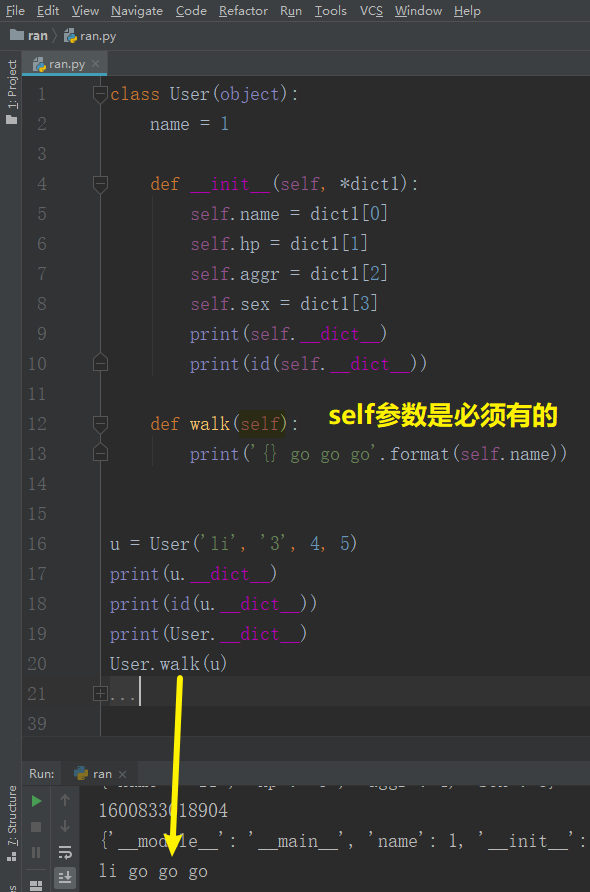 File Edit View Navigate Code Refactor Run Tools VCS Window Help
ran ran.py
ran.py
1: Project
1 class User(object):
2 name = 1
3
4 def __init__(self, *dict1):
5 self.name = dict1[0]
6 self.hp = dict1[1]
7 self.aggr = dict1[2]
8 self.sex = dict1[3]
9 print(self.__dict__)
10 print(id(self.__dict__))
11
12 def walk(self): self参数是必须有的
13 print('{} go go go'.format(self.name))
14
15
16 u = User('li', '3', 4, 5)
17 print(u.__dict__)
18 print(id(u.__dict__))
19 print(User.__dict__)
20 User.walk(u)
21 ...
39
Run: ran
7: Structure
1600833018904
{'__module__': '__main__', 'name': 1, '__init__':
li go go go